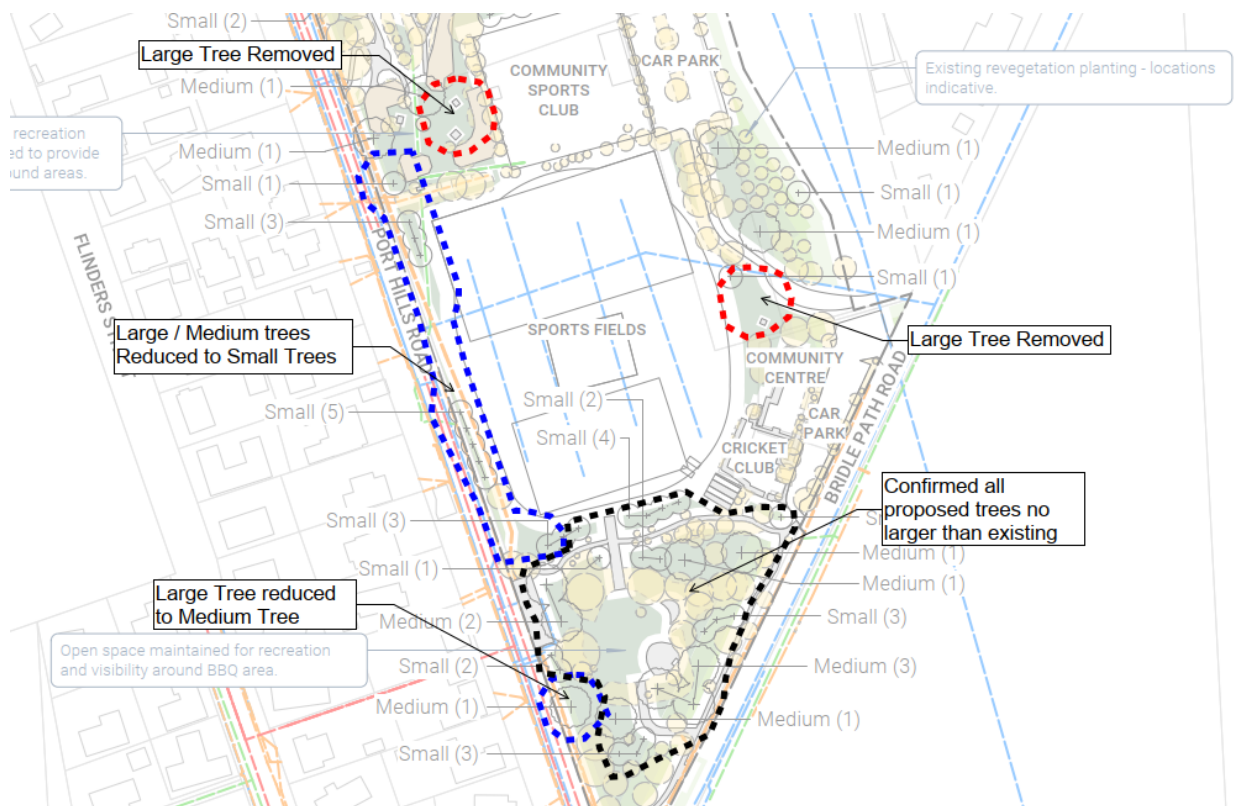 Small (2)
Large Tree Removed
Medium (1)
COMMUNITY
SPORTS
CLUB
CAR PARK
Existing revegetation planting - locations
indicative.
recreation
ed to provide
ound areas.
Medium (1)
Small (1)
Small (3)
Medium (1)
Small (1)
Medium (1)
Small (1)
FLINDERS
PORT HILLS ROAD
Large / Medium trees
Reduced to Small Trees
SPORTS FIELDS
Large Tree Removed
COMMUNITY
CENTRE
CAR
PARK
BRIDLE PATH ROAD
Small (5)
Small (2)
Small (4)
CRICKET
CLUB
Confirmed all
proposed trees no
larger than existing
Small (3)
Small (1)
Medium (1)
Medium (1)
Large Tree reduced
to Medium Tree
Medium (2)
Small (3)
Open space maintained for recreation
and visibility around BBQ area.
Small (2)
Medium (3)
Medium (1)
Medium (1)
Small (3)